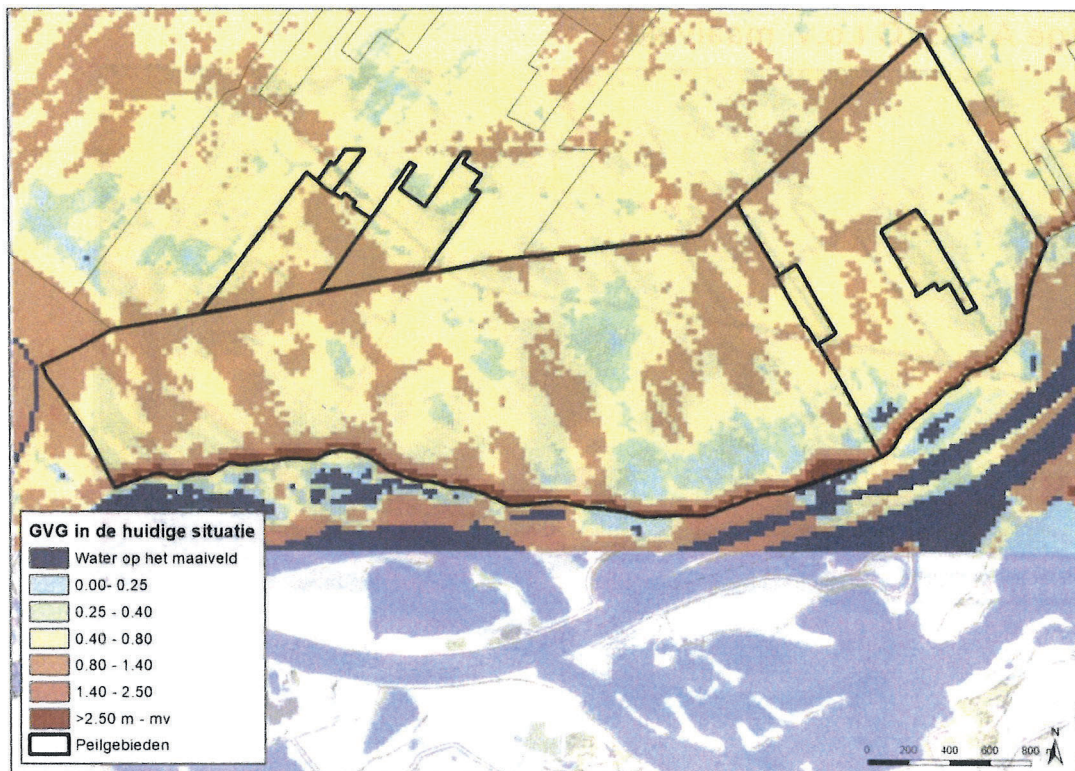 GVG in de huidige situatie
Water op het maaiveld
0.00- 0.25
0.25 - 0.40
0.40 - 0.80
0.80 - 1.40
1.40 - 2.50
>2.50 m - mv
Peilgebieden
N
0 200 400 600 800 m